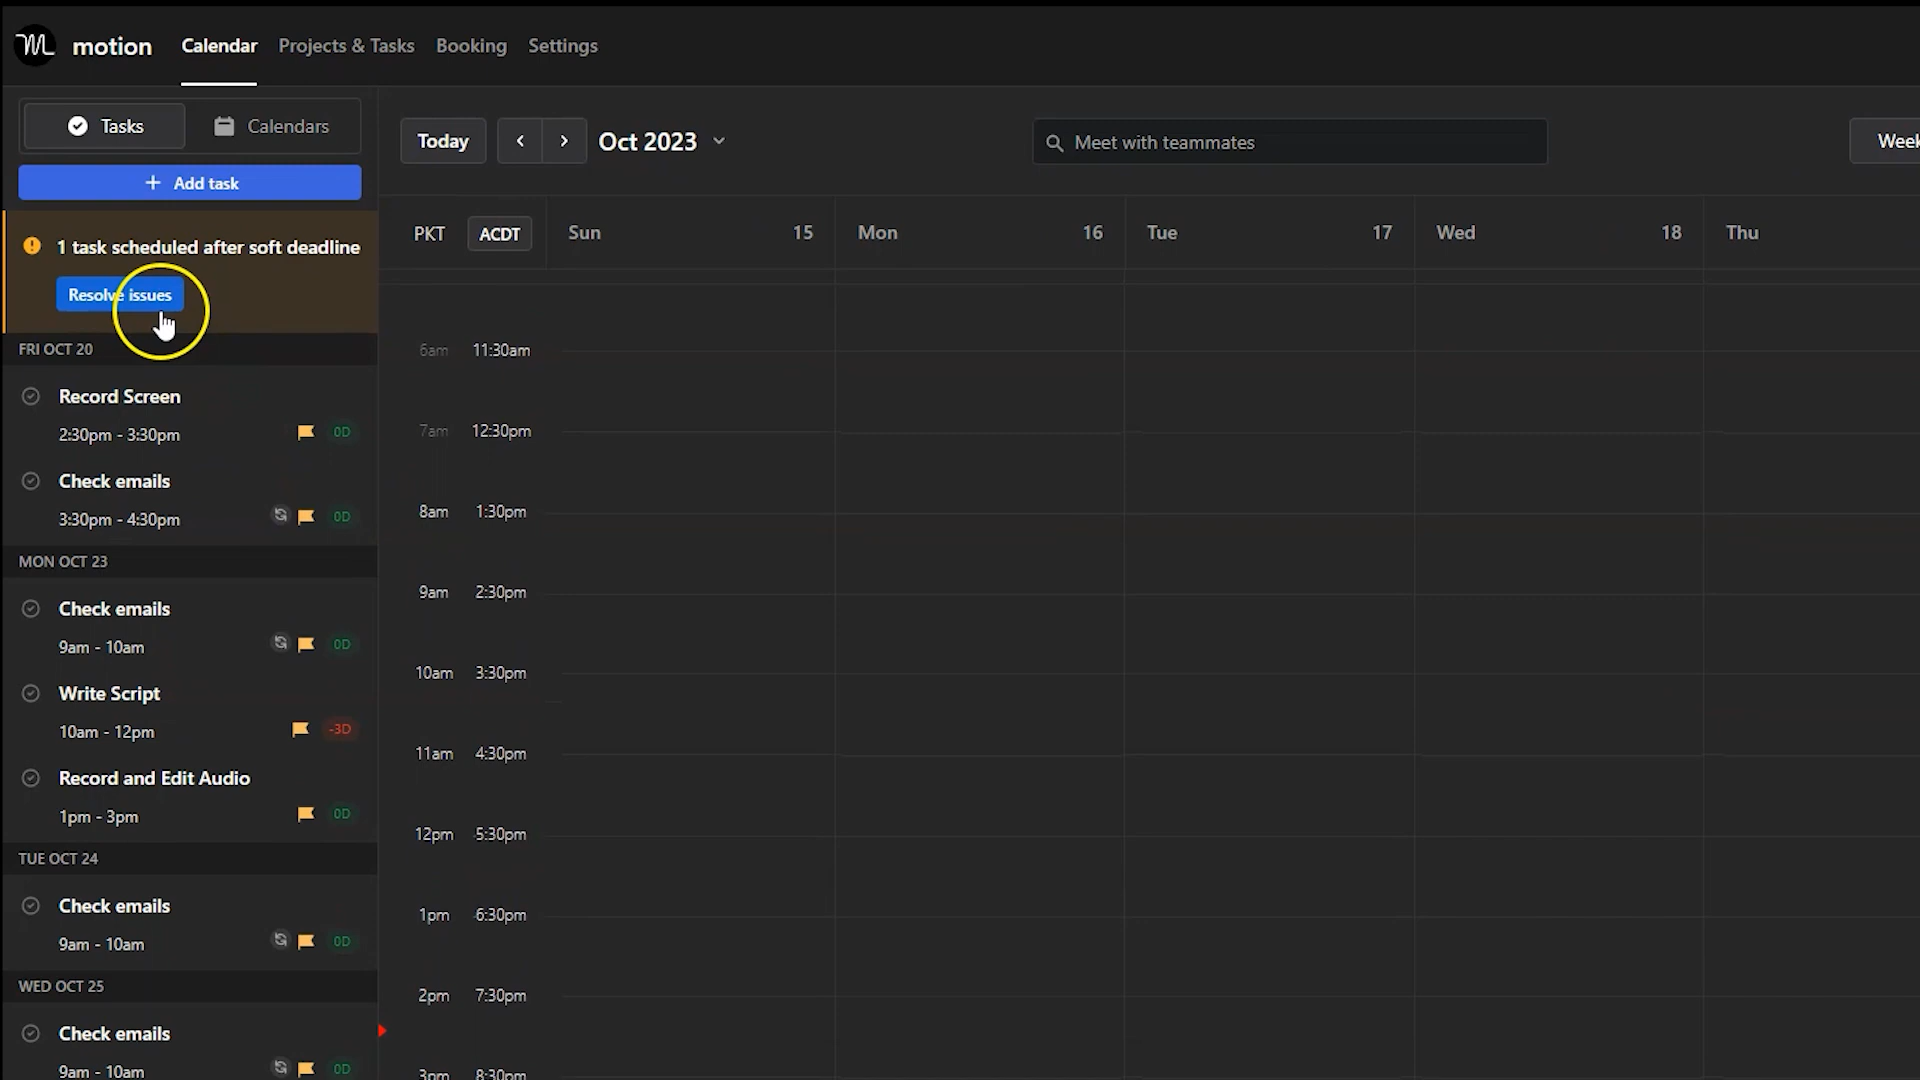 motion
Calendar
Projects & Tasks
Booking
Settings
Tasks
Calendars
+ Add task
1 task scheduled after soft deadline
Resolve issues
FRI OCT 20
Record Screen
2:30pm - 3:30pm
0D
Check emails
3:30pm - 4:30pm
0D
MON OCT 23
Check emails
9am - 10am
0D
Write Script
10am - 12pm
-3D
Record and Edit Audio
1pm - 3pm
0D
TUE OCT 24
Check emails
9am - 10am
0D
WED OCT 25
Check emails
9am - 10am
0D
Today
Oct 2023
Meet with teammates
Week
PKT ACDT
Sun 15
Mon 16
Tue 17
Wed 18
Thu
6am 11:30am
7am 12:30pm
8am 1:30pm
9am 2:30pm
10am 3:30pm
11am 4:30pm
12pm 5:30pm
1pm 6:30pm
2pm 7:30pm
3pm 8:30pm